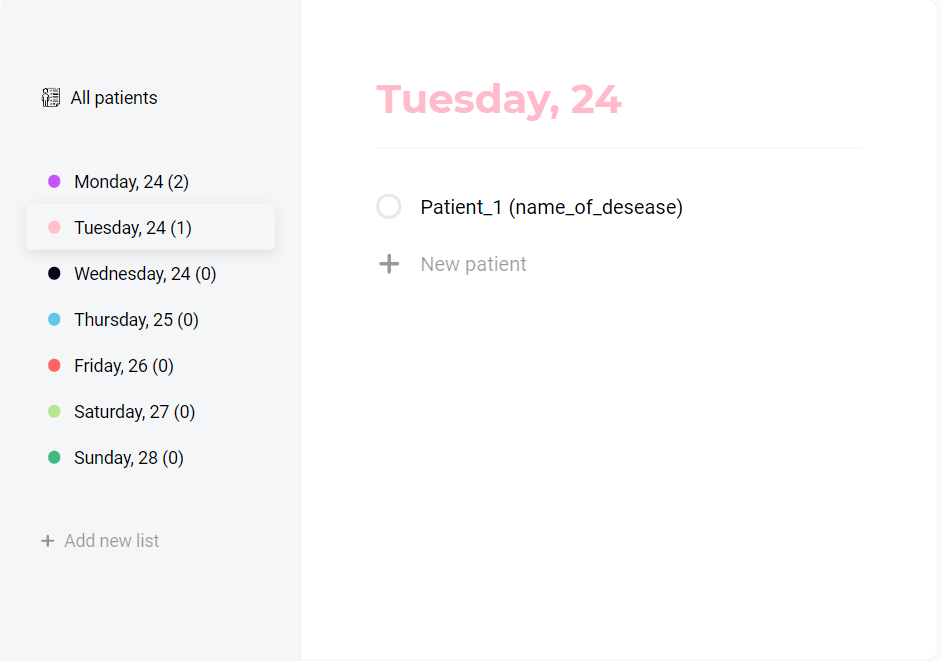 All patients
Monday, 24 (2)
Tuesday, 24 (1)
Wednesday, 24 (0)
Thursday, 25 (0)
Friday, 26 (0)
Saturday, 27 (0)
Sunday, 28 (0)
Add new list
Tuesday, 24
Patient_1 (name_of_desease)
New patient